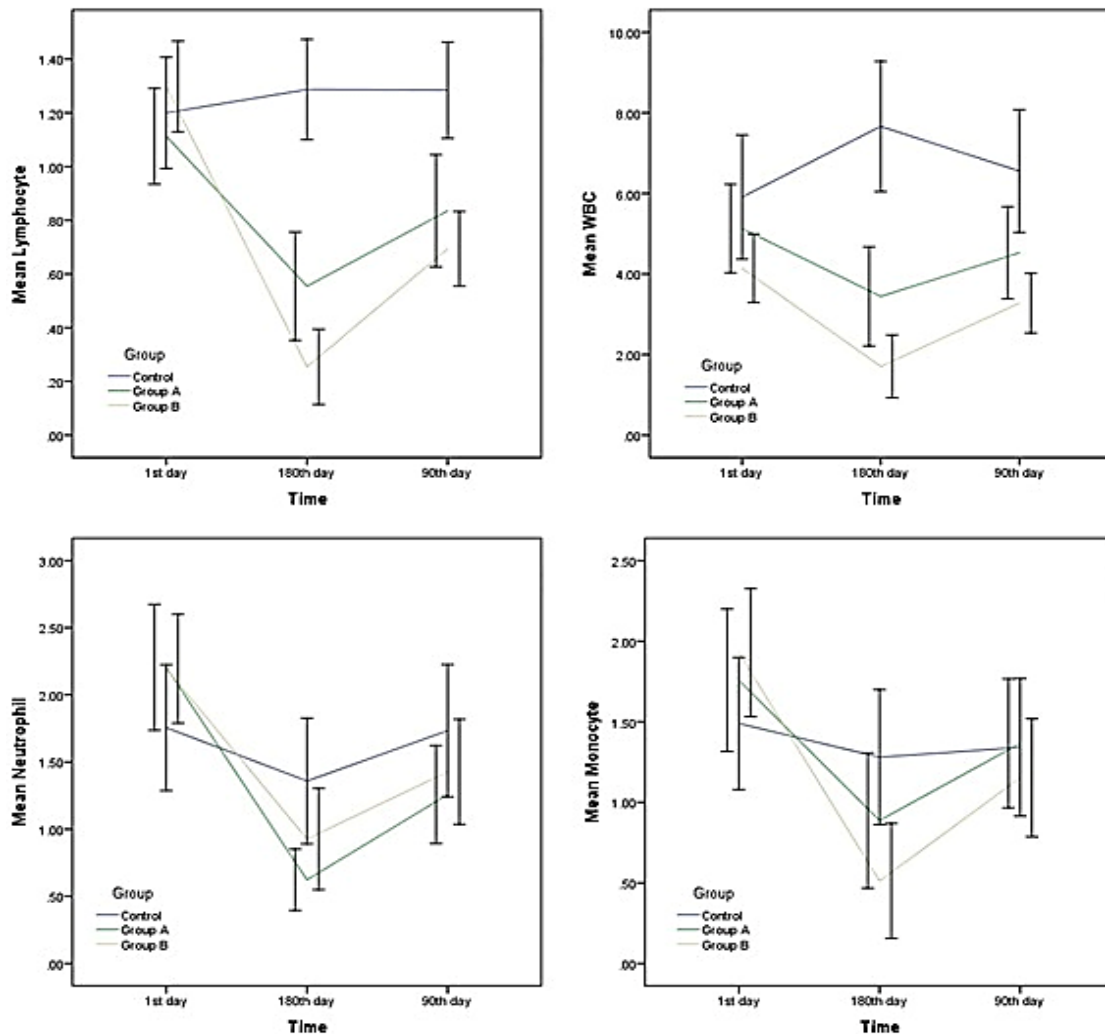 Mean Lymphocyte
1.40
1.20
1.00
.80
.60
.40
.20
.00
Group
Control
Group A
Group B
1st day 180th day 90th day
Time
Mean WBC
10.00
8.00
6.00
4.00
2.00
.00
Group
Control
Group A
Group B
1st day 180th day 90th day
Time
Mean Neutrophil
3.00
2.50
2.00
1.50
1.00
.50
.00
Group
Control
Group A
Group B
1st day 180th day 90th day
Time
Mean Monocyte
2.50
2.00
1.50
1.00
.50
.00
Group
Control
Group A
Group B
1st day 180th day 90th day
Time